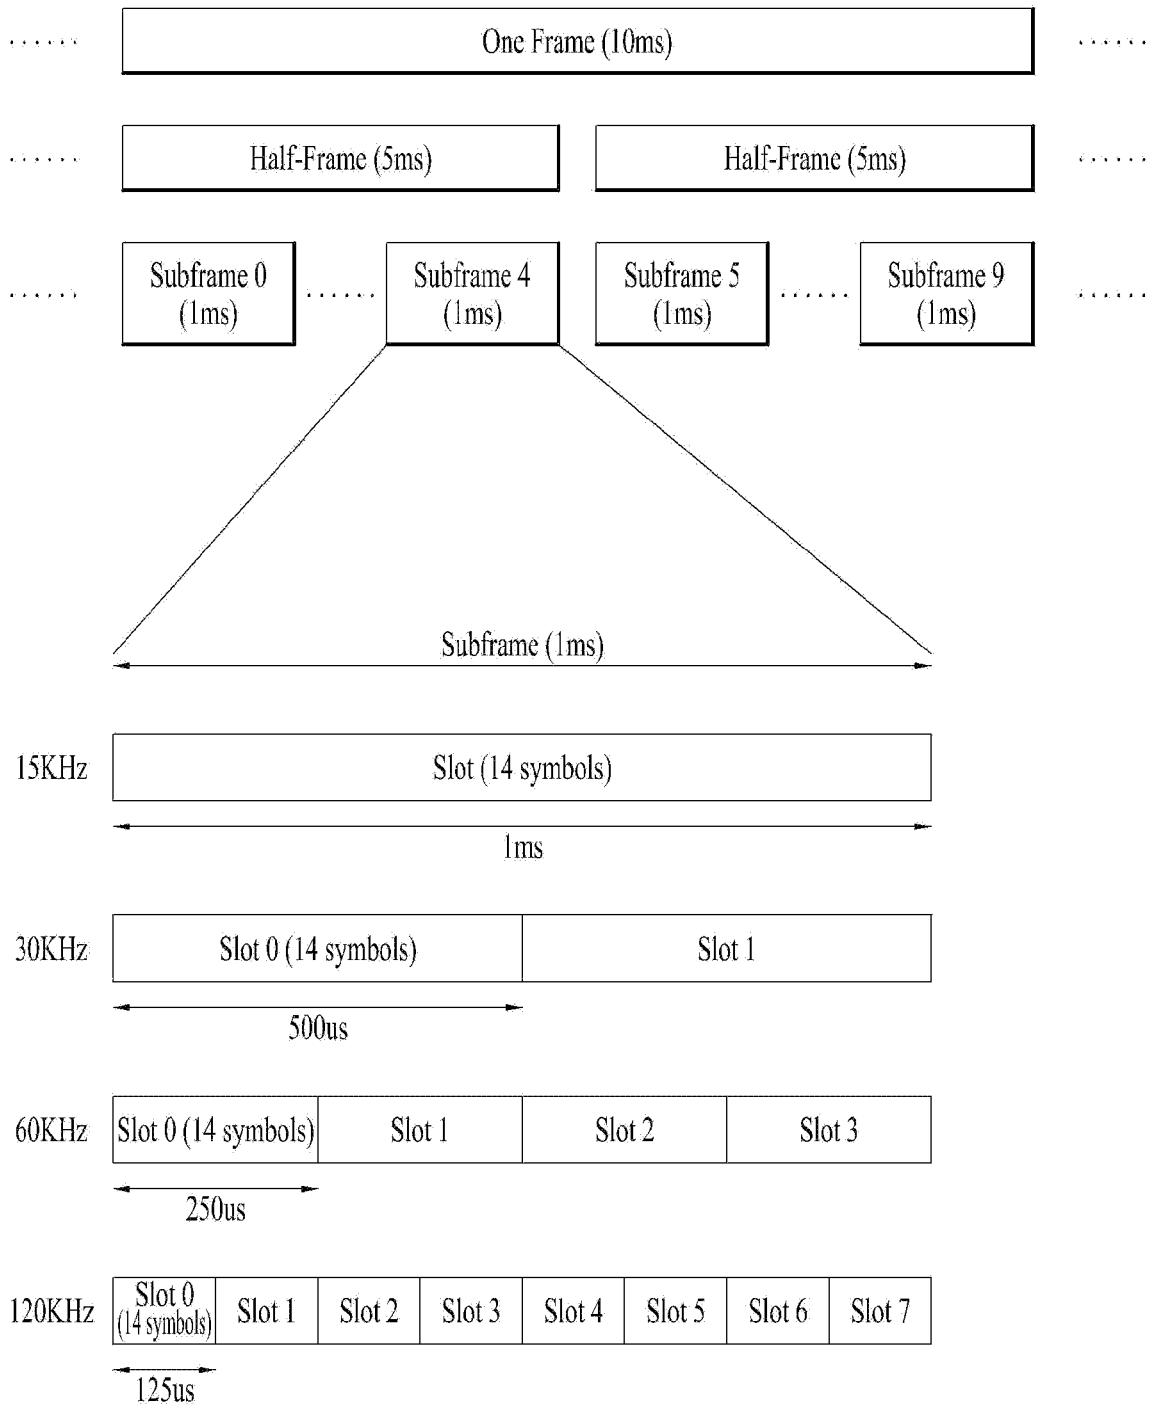 One Frame (10ms)
Half-Frame (5ms) Half-Frame (5ms)
Subframe 0 Subframe 4 Subframe 5 Subframe 9
(1ms) (1ms) (1ms) (1ms)
Subframe (1ms)
15KHz Slot (14 symbols)
1ms
30KHz Slot 0 (14 symbols) Slot 1
500us
60KHz Slot 0 (14 symbols) Slot 1 Slot 2 Slot 3
250us
120KHz Slot 0 (14 symbols) Slot 1 Slot 2 Slot 3 Slot 4 Slot 5 Slot 6 Slot 7
125us